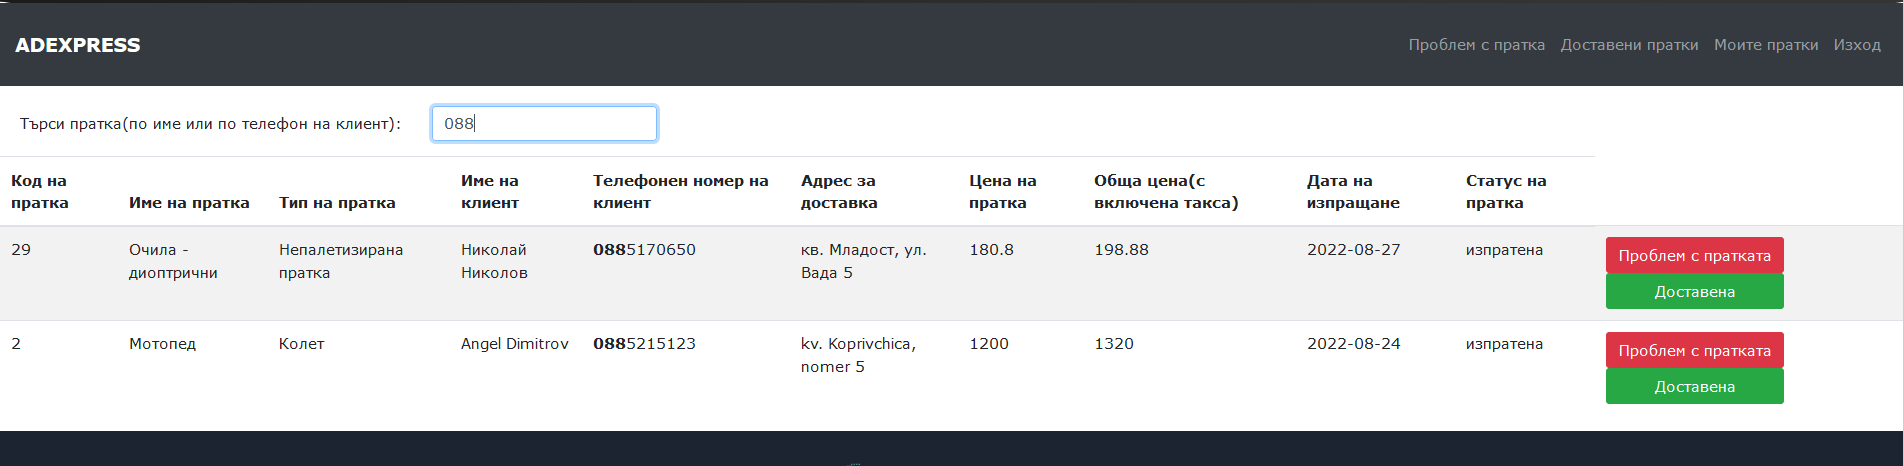 ADEXPRESS
Проблем с пратка Доставени пратки Моите пратки Изход
Търси пратка(по име или по телефон на клиент): 088
Код на пратка Име на пратка Тип на пратка Име на клиент Телефонен номер на клиент Адрес за доставка Цена на пратка Обща цена(с включена такса) Дата на изпращане Статус на пратка
29 Очила - диоптрични Непалетизирана пратка Николай Николов 0885170650 кв. Младост, ул. Вада 5 180.8 198.88 2022-08-27 изпратена
Проблем с пратката
Доставена
2 Мотопед Колет Angel Dimitrov 0885215123 kv. Koprivchica, nomer 5 1200 1320 2022-08-24 изпратена
Проблем с пратката
Доставена